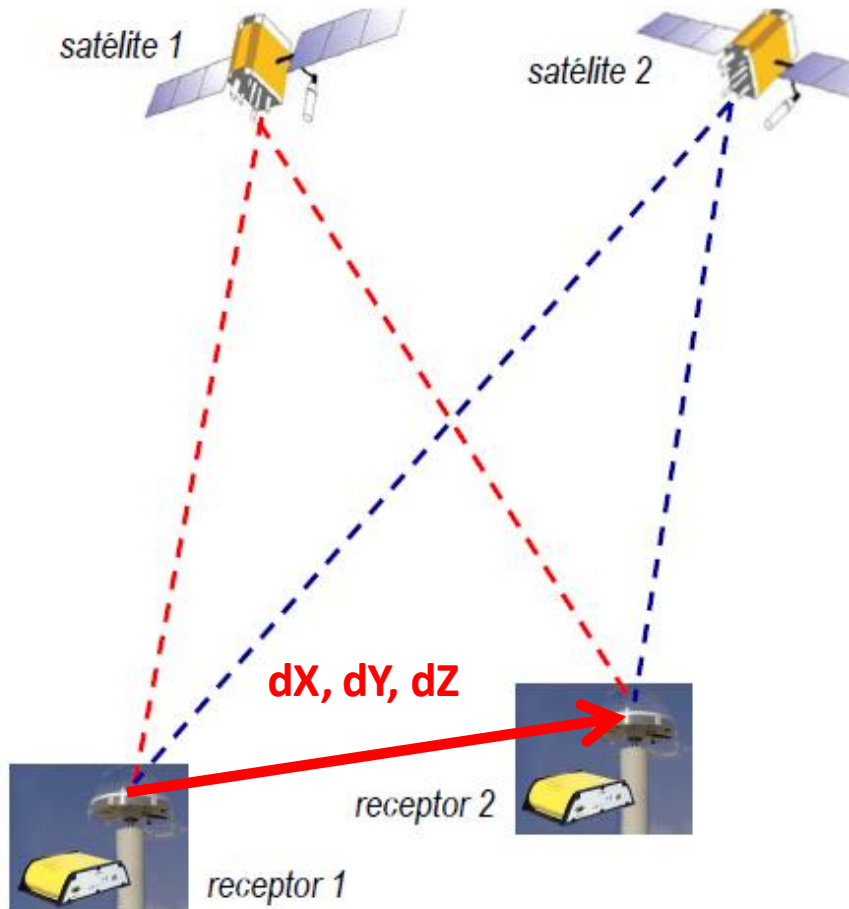 satélite 1
satélite 2
dX, dY, dZ
receptor 2
receptor 1